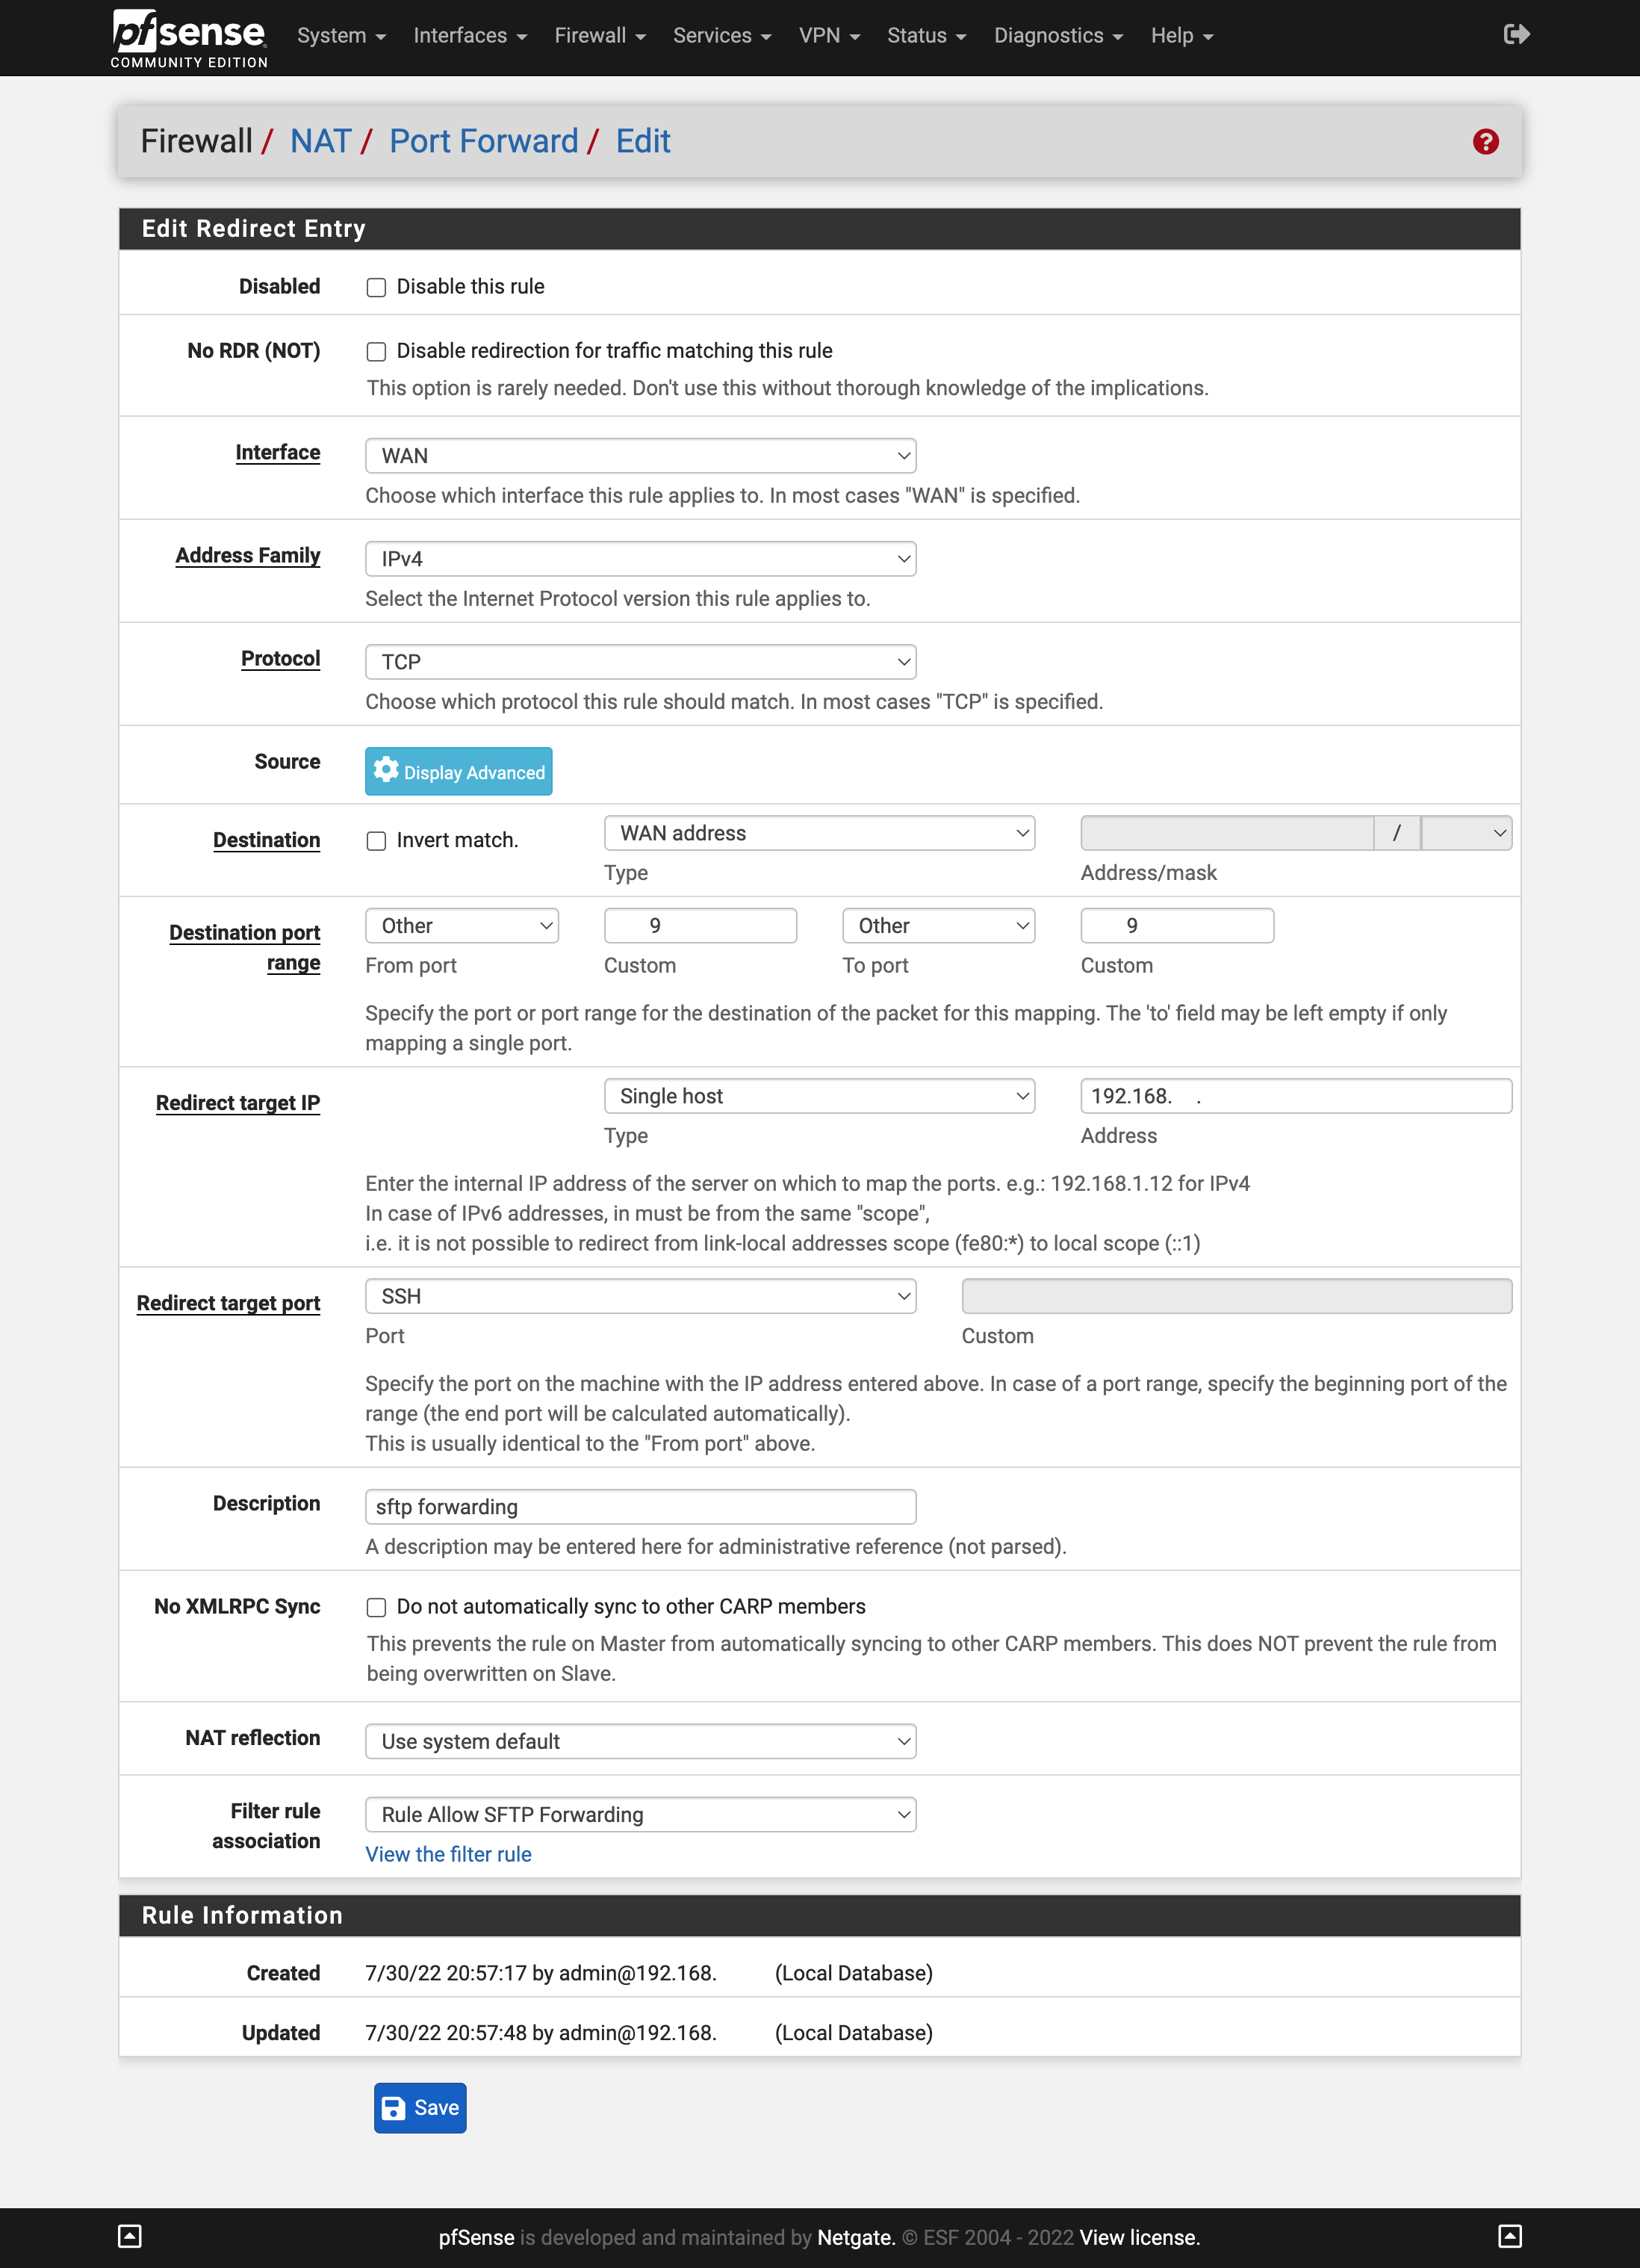 pfsense
COMMUNITY EDITION
System Interfaces Firewall Services VPN Status Diagnostics Help
Firewall / NAT / Port Forward / Edit
Edit Redirect Entry
Disabled
Disable this rule
No RDR (NOT)
Disable redirection for traffic matching this rule
This option is rarely needed. Don't use this without thorough knowledge of the implications.
Interface
WAN
Choose which interface this rule applies to. In most cases "WAN" is specified.
Address Family
IPv4
Select the Internet Protocol version this rule applies to.
Protocol
TCP
Choose which protocol this rule should match. In most cases "TCP" is specified.
Source
Display Advanced
Destination
Invert match.
WAN address
/
Type
Address/mask
Destination port
range
Other
9
Other
9
From port
Custom
To port
Custom
Specify the port or port range for the destination of the packet for this mapping. The 'to' field may be left empty if only
mapping a single port.
Redirect target IP
Single host
192.168. .
Type
Address
Enter the internal IP address of the server on which to map the ports. e.g.: 192.168.1.12 for IPv4
In case of IPv6 addresses, in must be from the same "scope",
i.e. it is not possible to redirect from link-local addresses scope (fe80:*) to local scope (::1)
Redirect target port
SSH
Port
Custom
Specify the port on the machine with the IP address entered above. In case of a port range, specify the beginning port of the
range (the end port will be calculated automatically).
This is usually identical to the "From port" above.
Description
sftp forwarding
A description may be entered here for administrative reference (not parsed).
No XMLRPC Sync
Do not automatically sync to other CARP members
This prevents the rule on Master from automatically syncing to other CARP members. This does NOT prevent the rule from
being overwritten on Slave.
NAT reflection
Use system default
Filter rule
association
Rule Allow SFTP Forwarding
View the filter rule
Rule Information
Created
7/30/22 20:57:17 by admin@192.168. (Local Database)
Updated
7/30/22 20:57:48 by admin@192.168. (Local Database)
Save
pfSense is developed and maintained by Netgate. © ESF 2004 - 2022 View license.